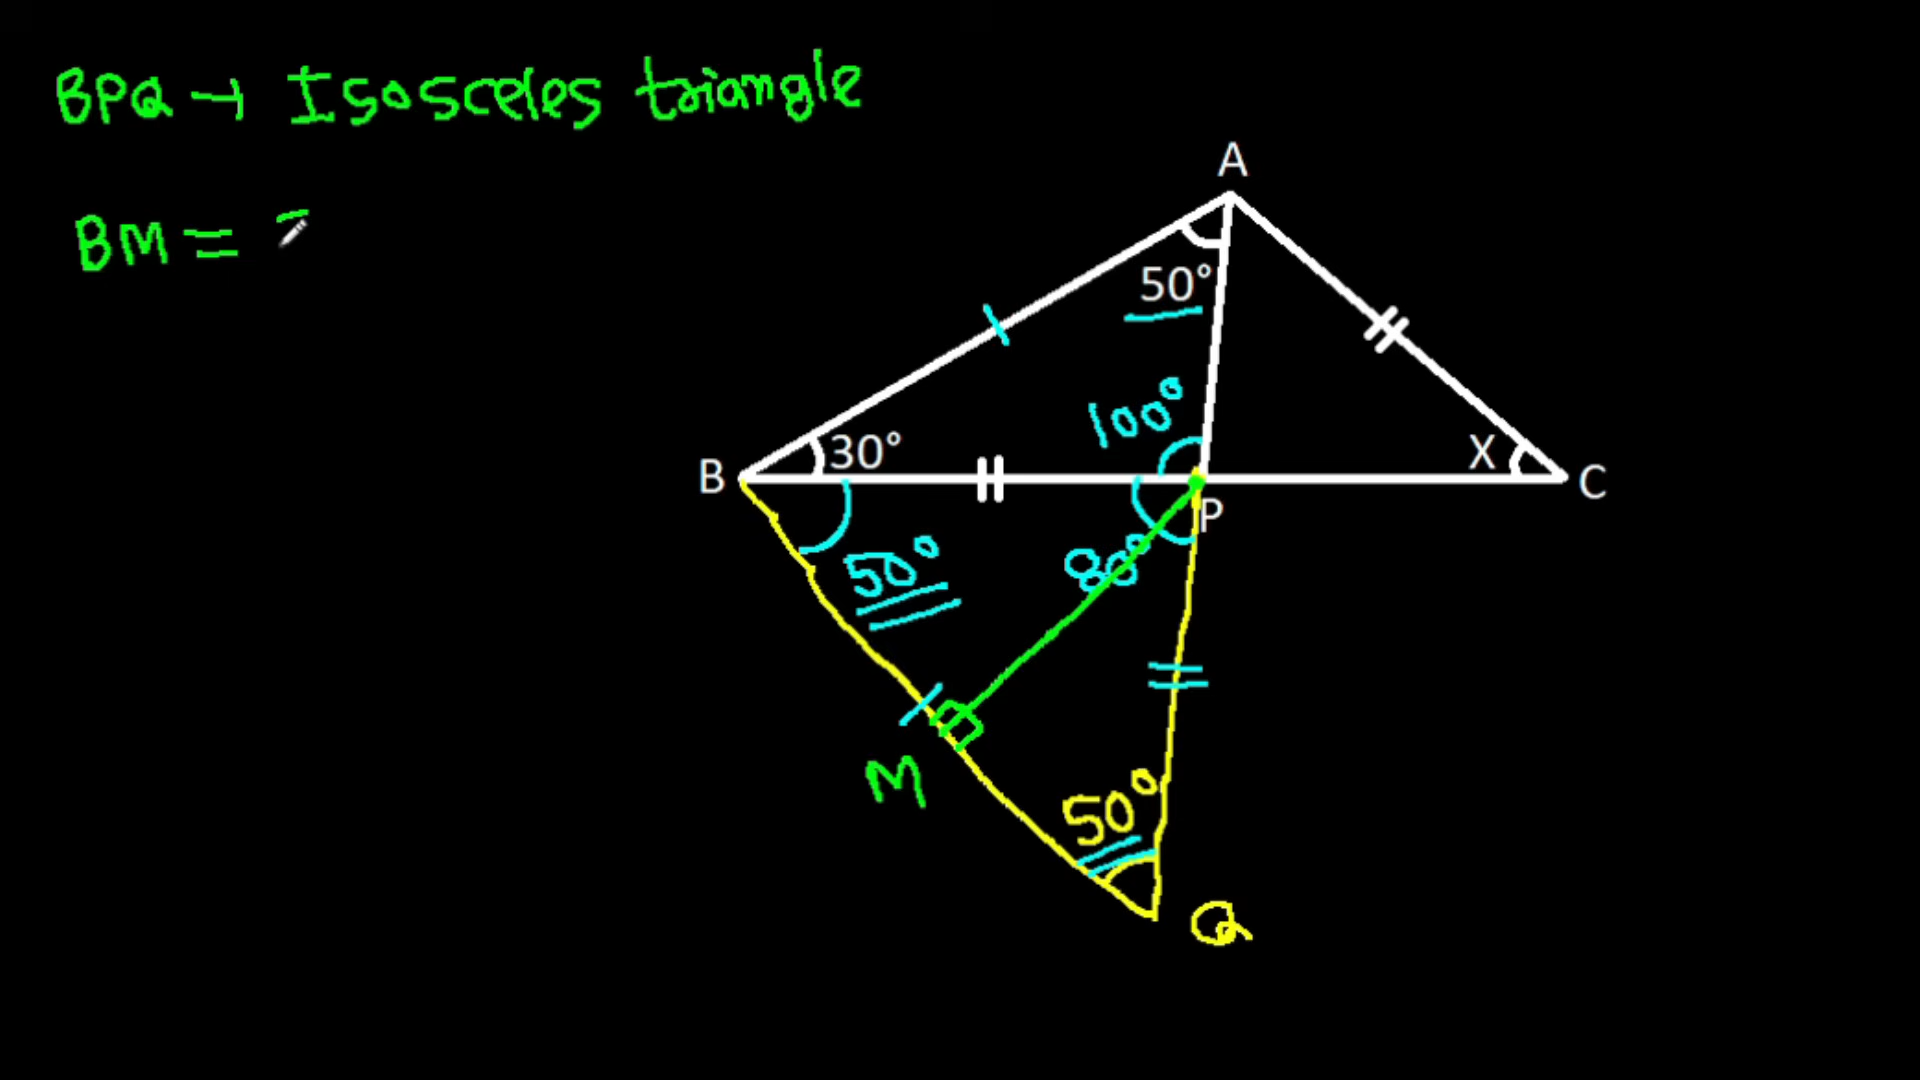 BPQ → Isosceles triangle
BM =
A
50°
100°
B
30°
X
C
P
50°
80°
M
50°
Q